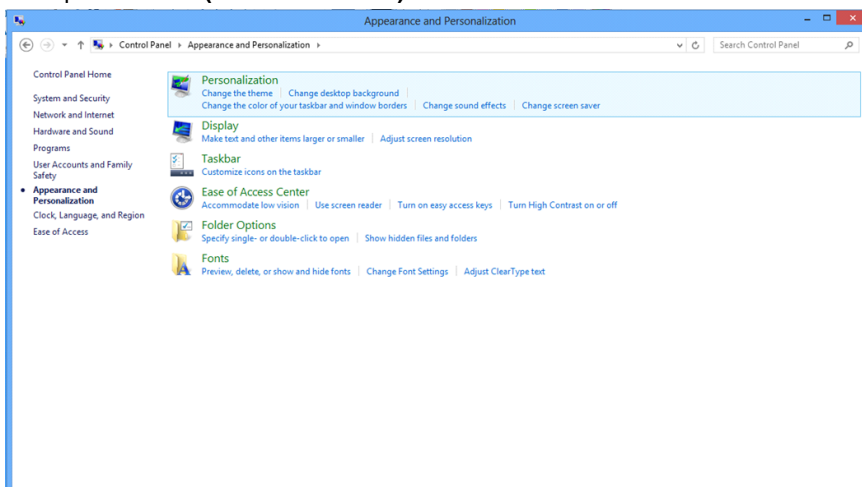 Appearance and Personalization
Control Panel ▸ Appearance and Personalization ▸
Search Control Panel
Control Panel Home
System and Security
Network and Internet
Hardware and Sound
Programs
User Accounts and Family
Safety
Appearance and
Personalization
Clock, Language, and Region
Ease of Access
Personalization
Change the theme | Change desktop background |
Change the color of your taskbar and window borders | Change sound effects | Change screen saver
Display
Make text and other items larger or smaller | Adjust screen resolution
Taskbar
Customize icons on the taskbar
Ease of Access Center
Accommodate low vision | Use screen reader | Turn on easy access keys | Turn High Contrast on or off
Folder Options
Specify single- or double-click to open | Show hidden files and folders
Fonts
Preview, delete, or show and hide fonts | Change Font Settings | Adjust ClearType text